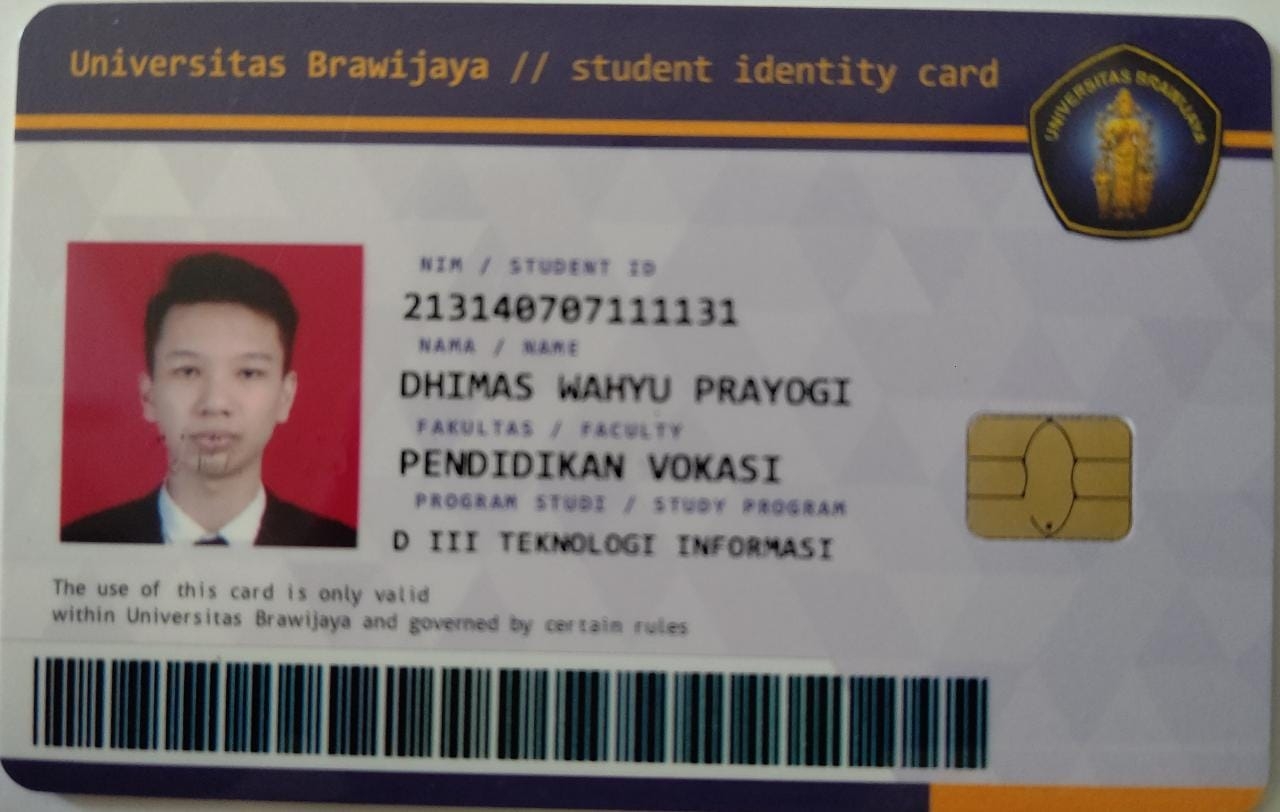 Universitas Brawijaya // student identity card
UNIVERSITAS BRAWIJAYA
NIM / STUDENT ID
213140707111131
NAMA / NAME
DHIMAS WAHYU PRAYOGI
FAKULTAS / FACULTY
PENDIDIKAN VOKASI
PROGRAM STUDI / STUDY PROGRAM
D III TEKNOLOGI INFORMASI
The use of this card is only valid
within Universitas Brawijaya and governed by certain rules